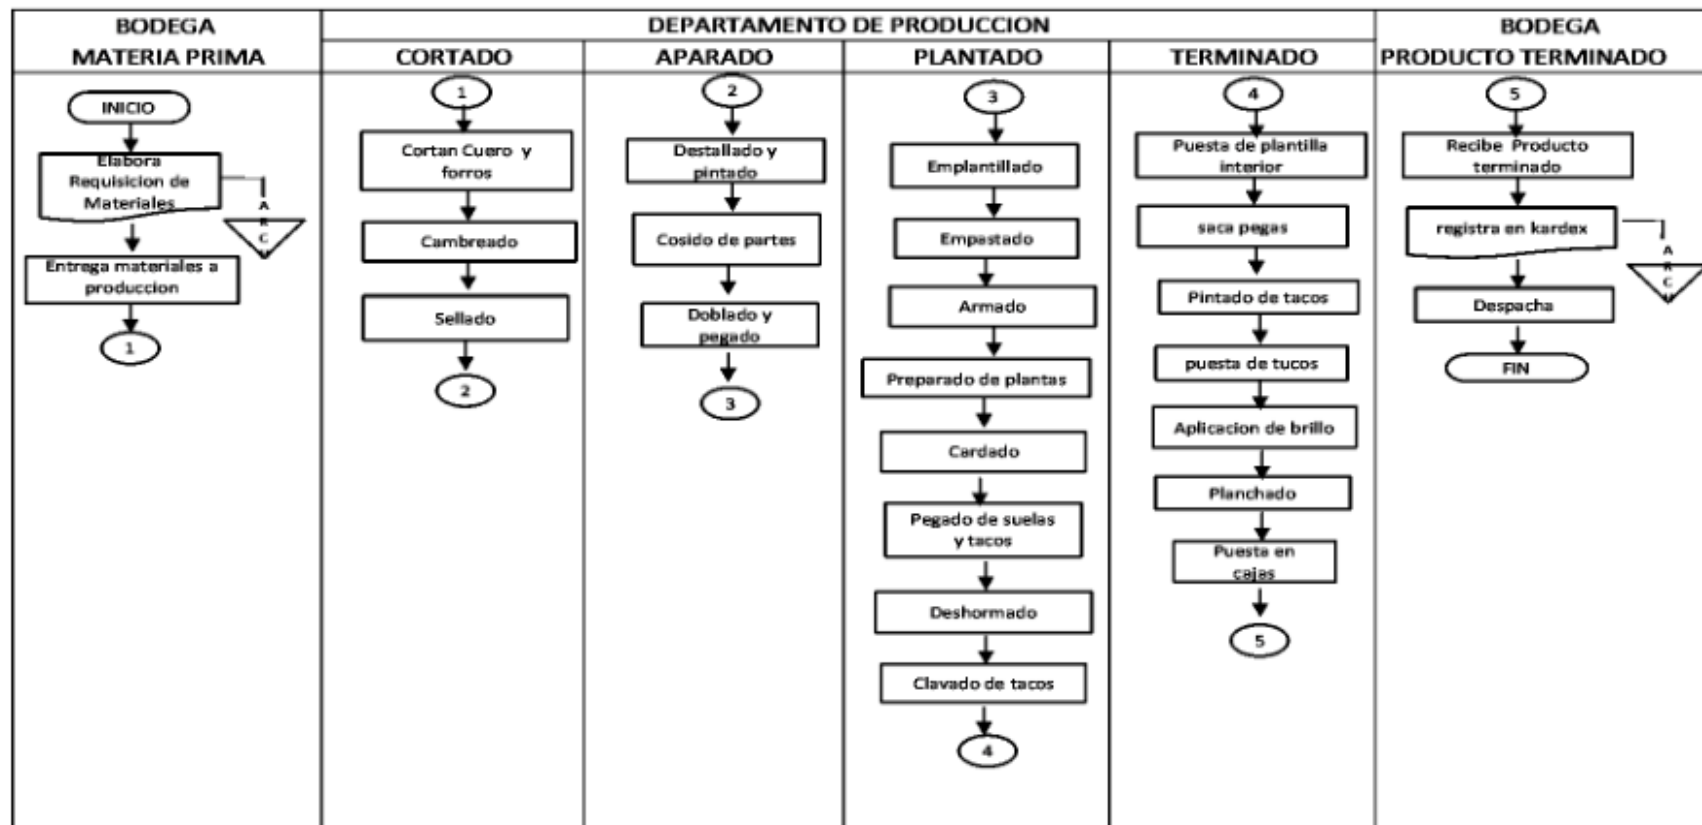 BODEGA
MATERIA PRIMA
DEPARTAMENTO DE PRODUCCION
CORTADO
APARADO
PLANTADO
TERMINADO
BODEGA
PRODUCTO TERMINADO
INICIO
Elabora
Requisicion de
Materiales
A
R
C
Entrega materiales a
produccion
1
1
Cortan Cuero y
forros
Cambreado
Sellado
2
2
Destallado y
pintado
Cosido de partes
Doblado y
pegado
3
3
Emplantillado
Empastado
Armado
Preparado de plantas
Cardado
Pegado de suelas
y tacos
Deshormado
Clavado de tacos
4
4
Puesta de plantilla
interior
saca pegas
Pintado de tacos
puesta de tucos
Aplicacion de brillo
Planchado
Puesta en
cajas
5
5
Recibe Producto
terminado
registra en kardex
A
R
C
Despacha
FIN